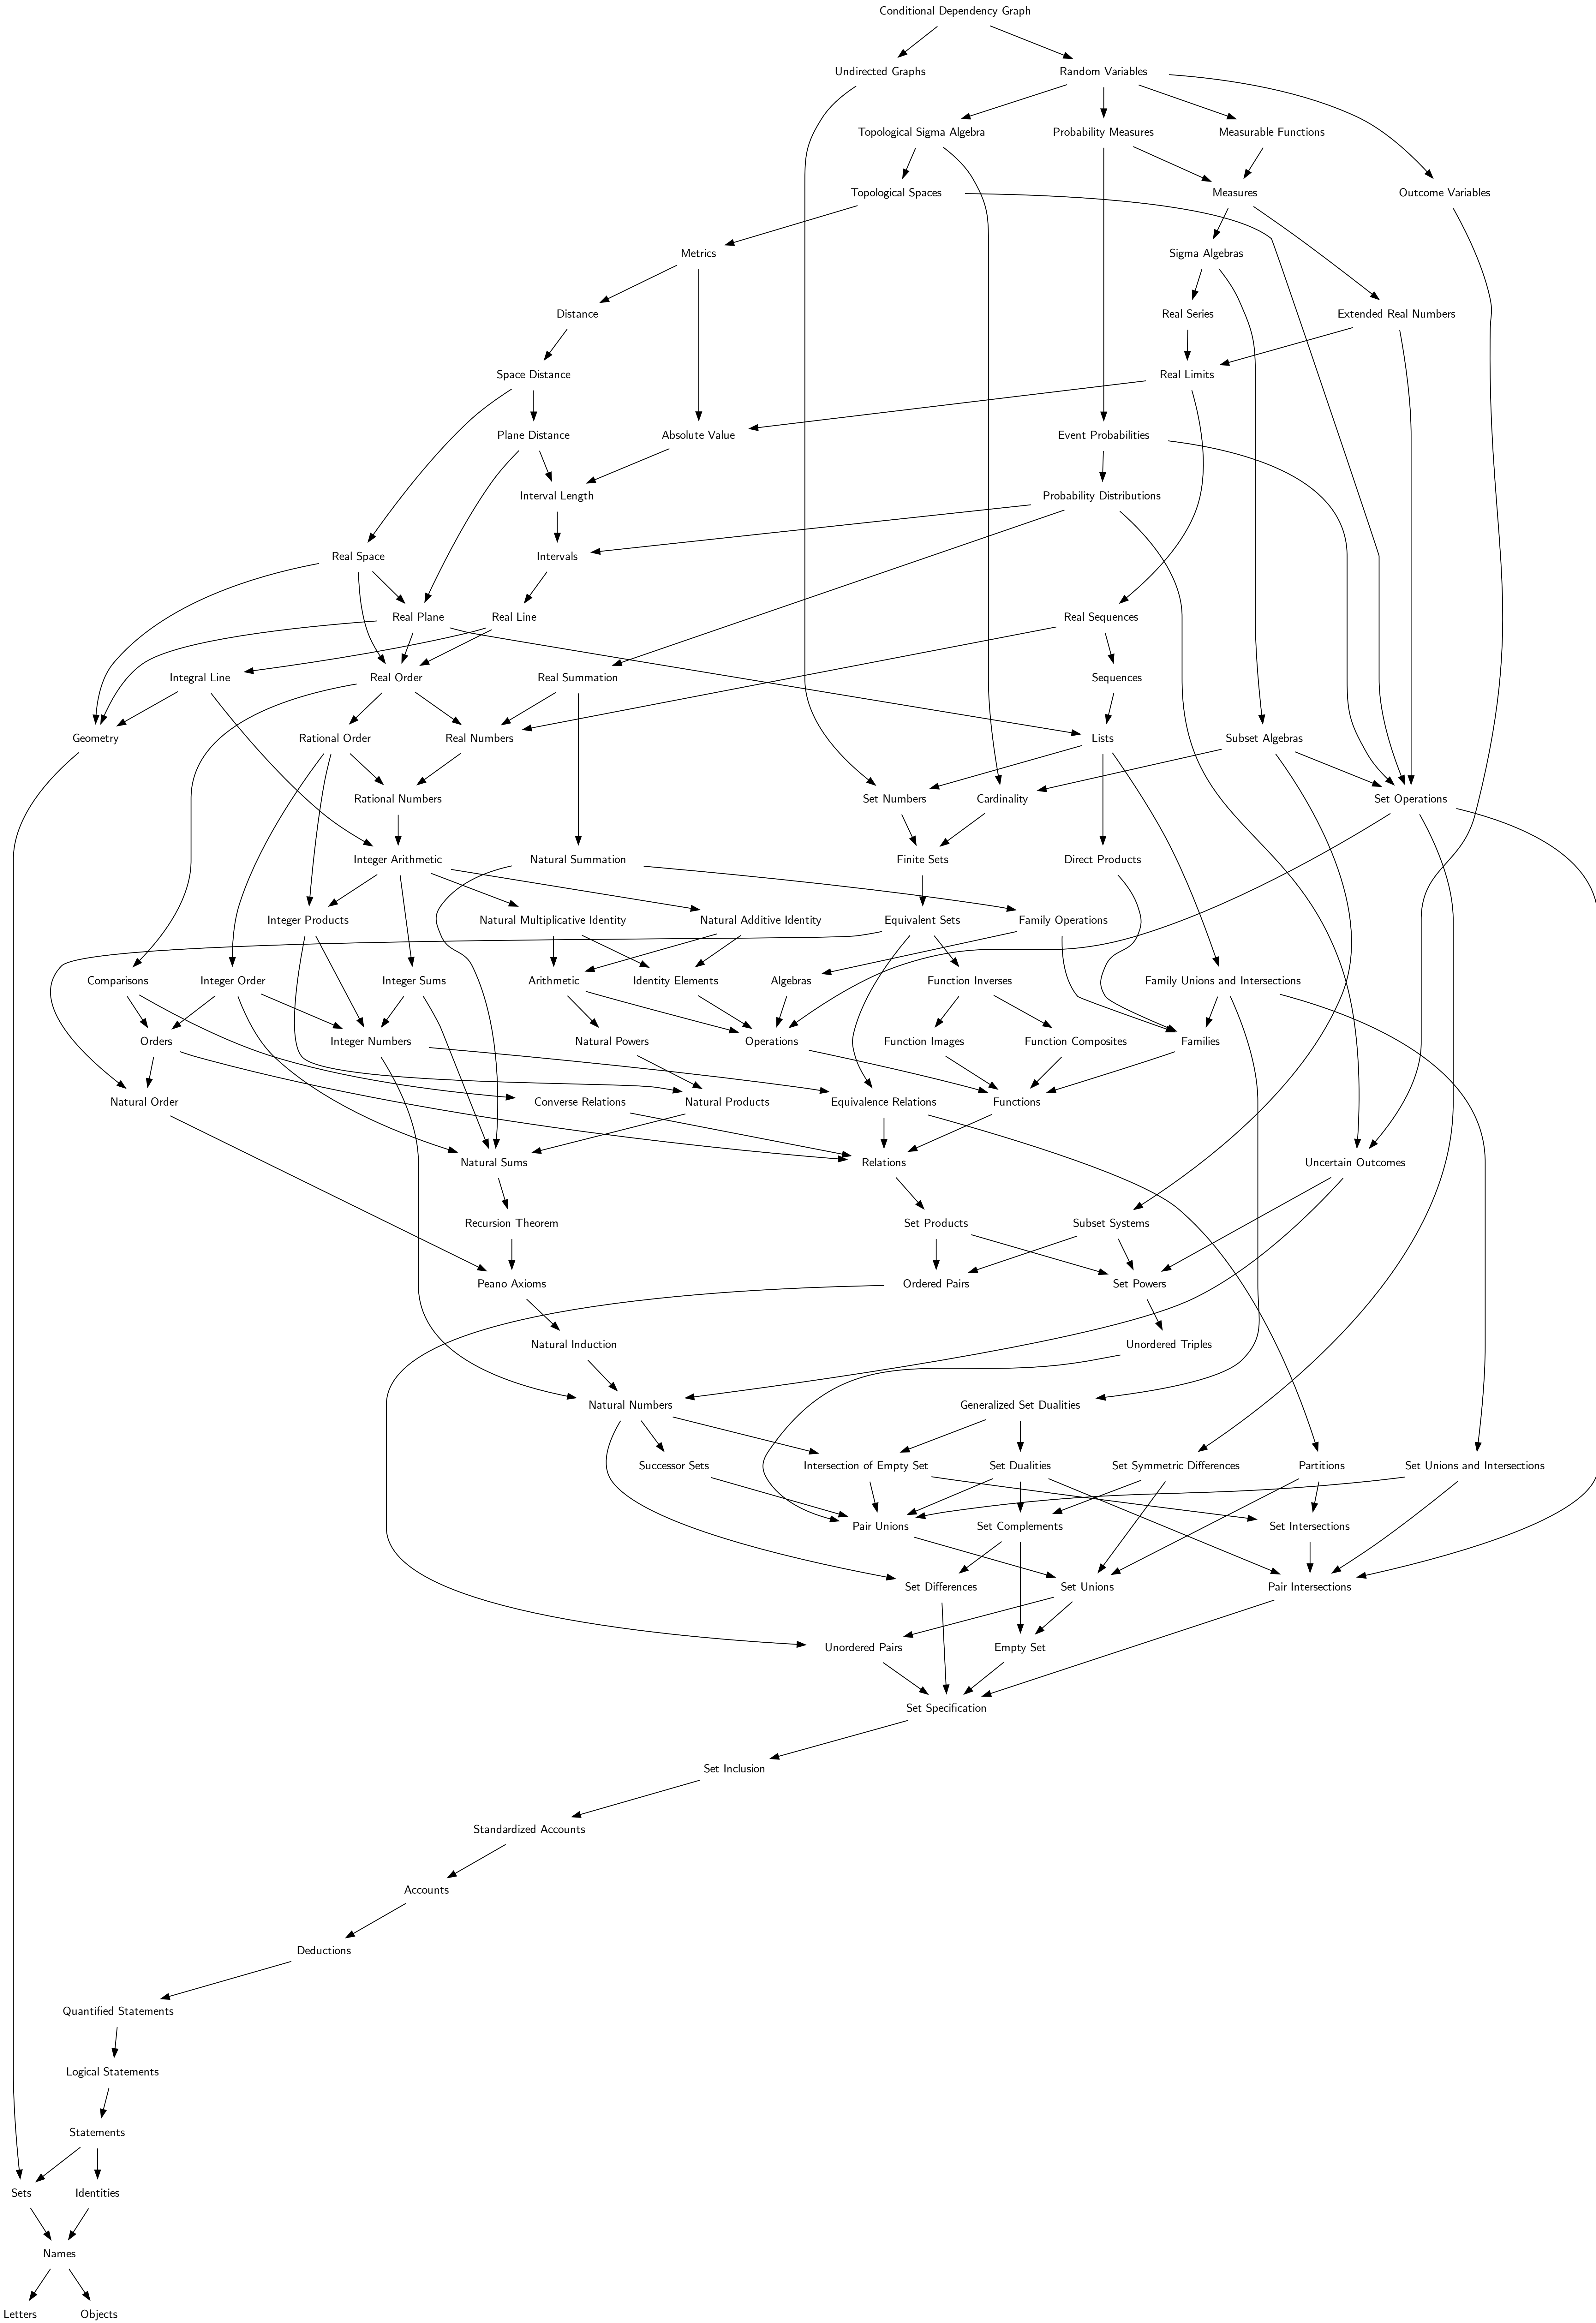 Conditional Dependency Graph
Undirected Graphs
Random Variables
Topological Sigma Algebra
Probability Measures
Measurable Functions
Topological Spaces
Measures
Outcome Variables
Metrics
Sigma Algebras
Distance
Real Series
Extended Real Numbers
Space Distance
Real Limits
Plane Distance
Absolute Value
Event Probabilities
Interval Length
Probability Distributions
Real Space
Intervals
Real Plane
Real Line
Real Sequences
Integral Line
Real Order
Real Summation
Sequences
Geometry
Rational Order
Real Numbers
Lists
Subset Algebras
Rational Numbers
Set Numbers
Cardinality
Set Operations
Integer Arithmetic
Natural Summation
Finite Sets
Direct Products
Integer Products
Natural Multiplicative Identity
Natural Additive Identity
Equivalent Sets
Family Operations
Comparisons
Integer Order
Integer Sums
Arithmetic
Identity Elements
Algebras
Function Inverses
Family Unions and Intersections
Orders
Integer Numbers
Natural Powers
Operations
Function Images
Function Composites
Families
Natural Order
Converse Relations
Natural Products
Equivalence Relations
Functions
Natural Sums
Relations
Uncertain Outcomes
Recursion Theorem
Set Products
Subset Systems
Peano Axioms
Ordered Pairs
Set Powers
Natural Induction
Unordered Triples
Natural Numbers
Generalized Set Dualities
Successor Sets
Intersection of Empty Set
Set Dualities
Set Symmetric Differences
Partitions
Set Unions and Intersections
Pair Unions
Set Complements
Set Intersections
Set Differences
Set Unions
Pair Intersections
Unordered Pairs
Empty Set
Set Specification
Set Inclusion
Standardized Accounts
Accounts
Deductions
Quantified Statements
Logical Statements
Statements
Sets
Identities
Names
Letters
Objects